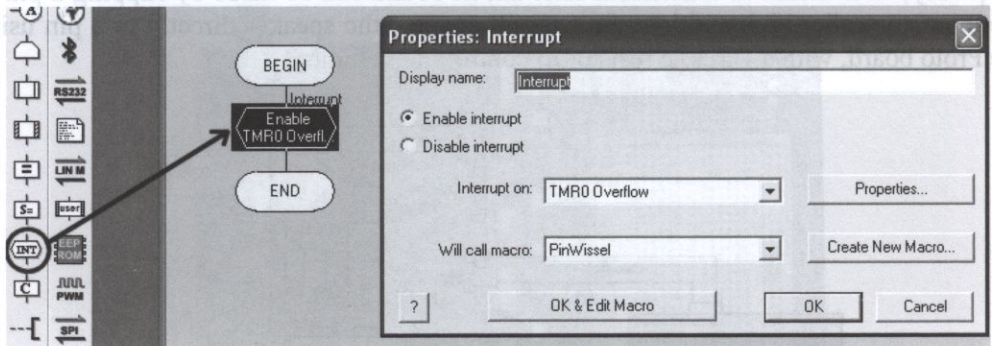 A
RS232
=
LIN M
S=
user
INT
EEP
ROM
C
PWM
SPI
BEGIN
Interrupt
Enable
TMR0 Overfl.
END
Properties: Interrupt
Display name: Interrupt
Enable interrupt
Disable interrupt
Interrupt on: TMR0 Overflow Properties...
Will call macro: PinWissel Create New Macro...
? OK & Edit Macro OK Cancel